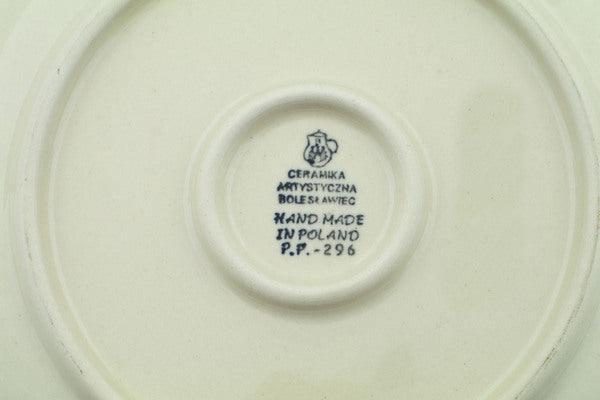 CERAMIKA
ARTYSTYCZNA
BOLESŁAWIEC
HAND MADE
IN POLAND
P.P.-296